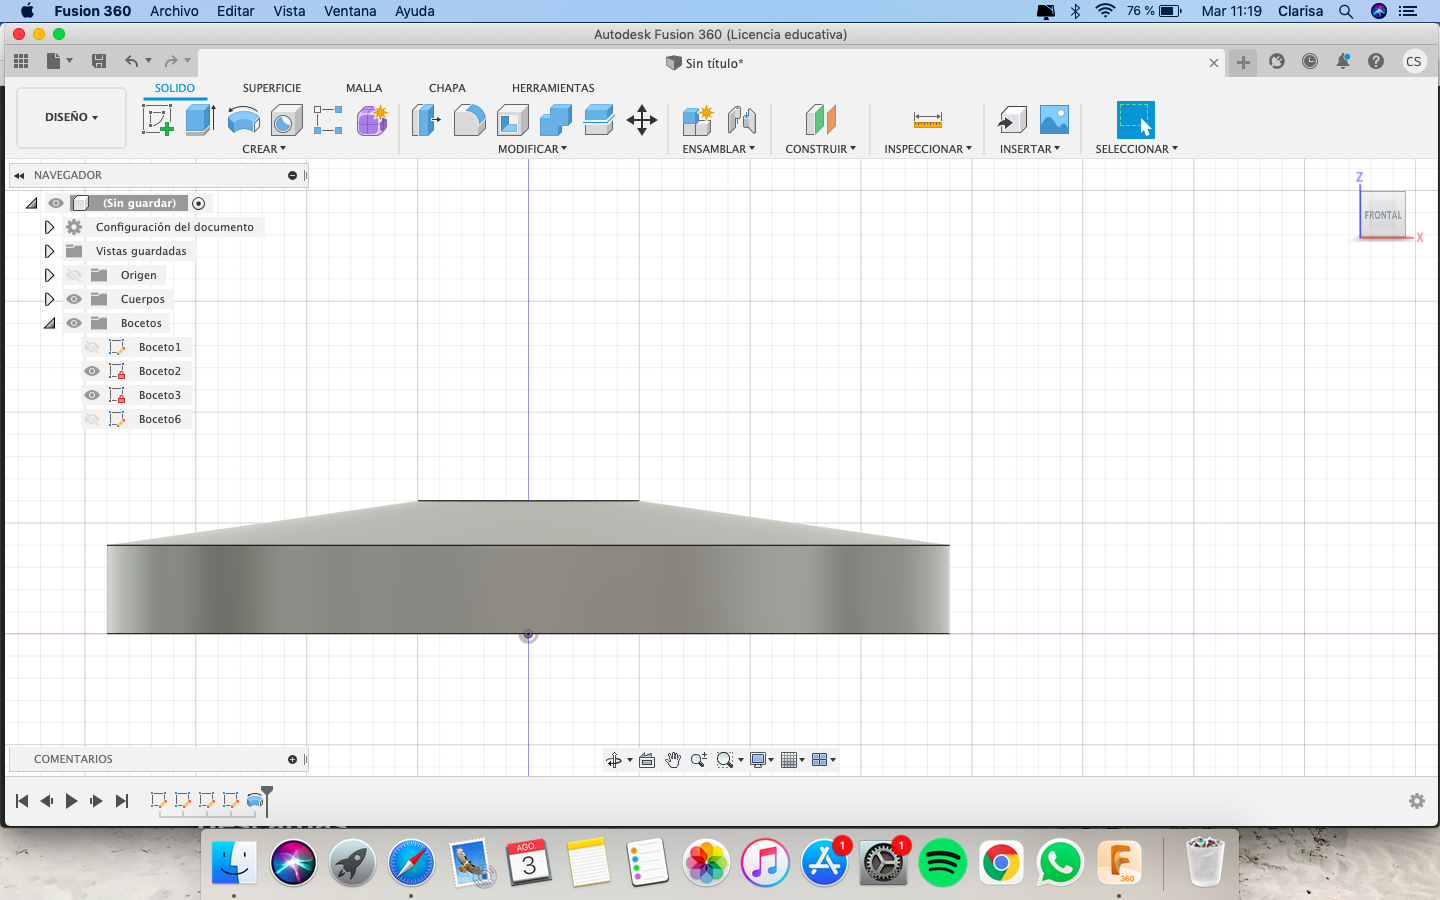 Fusion 360 Archivo Editar Vista Ventana Ayuda 76 % Mar 11:19 Clarisa
Autodesk Fusion 360 (Licencia educativa)
Sin título*
CS
SOLIDO SUPERFICIE MALLA CHAPA HERRAMIENTAS
DISEÑO
CREAR MODIFICAR ENSAMBLAR CONSTRUIR INSPECCIONAR INSERTAR SELECCIONAR
NAVEGADOR
(Sin guardar)
Configuración del documento
Vistas guardadas
Origen
Cuerpos
Bocetos
Boceto1
Boceto2
Boceto3
Boceto6
Z
FRONTAL
X
COMENTARIOS
AGO.
3
1
1
360